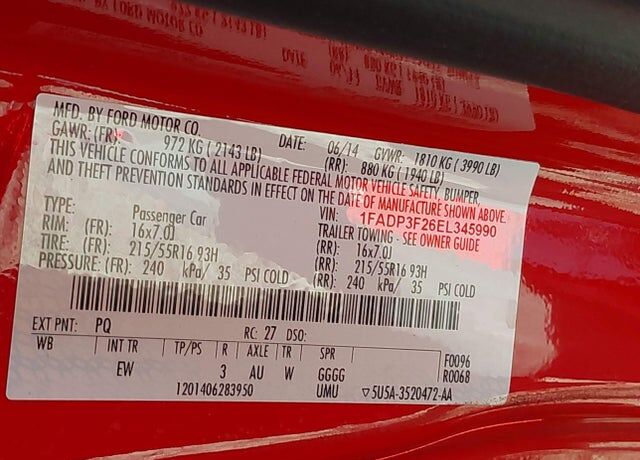 MFD. BY FORD MOTOR CO.
DATE: 06/14 GVWR: 1810 KG ( 3990 LB)
GAWR: (FR): 972 KG ( 2143 LB) (RR): 880 KG ( 1940 LB)
THIS VEHICLE CONFORMS TO ALL APPLICABLE FEDERAL MOTOR VEHICLE SAFETY, BUMPER,
AND THEFT PREVENTION STANDARDS IN EFFECT ON THE DATE OF MANUFACTURE SHOWN ABOVE.
VIN: 1FADP3F26EL345990
TYPE: Passenger Car TRAILER TOWING - SEE OWNER GUIDE
RIM: (FR) 16x7.0J (RR): 16x7.0J
TIRE: (FR) 215/55R16 93H (RR): 215/55R16 93H
PRESSURE: (FR): 240 kPa/ 35 PSI COLD (RR): 240 kPa/ 35 PSI COLD
EXT PNT: PQ RC: 27 DSO:
WB INT TR TP/PS R AXLE TR SPR F0096
EW 3 AU W GGGG R0068
1201406283950 UMU ▽5U5A-3520472-AA